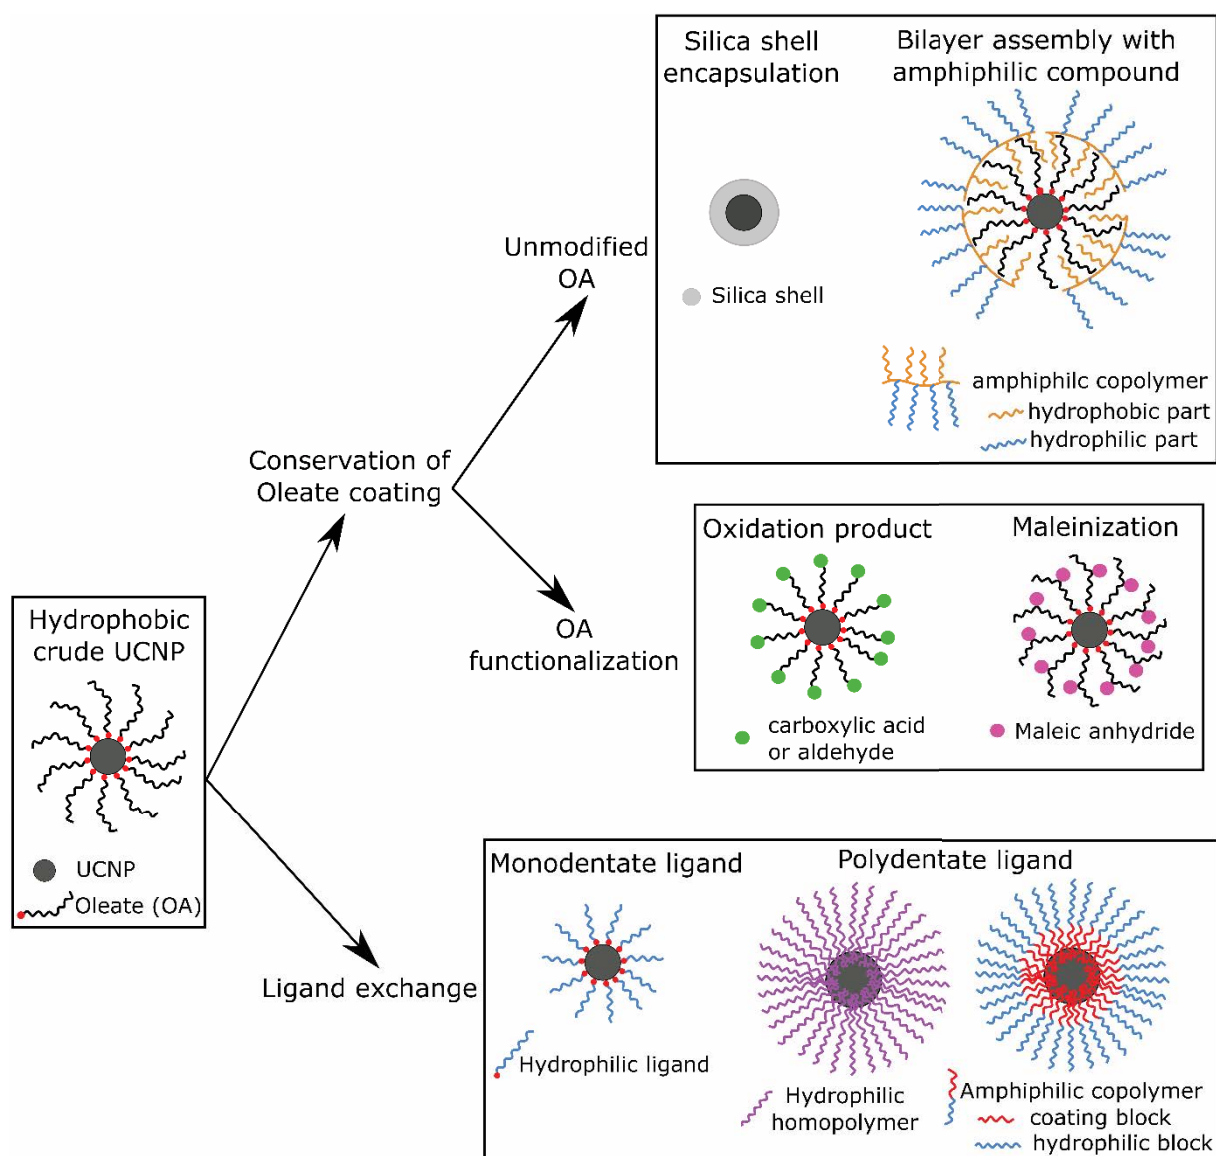 Silica shell
encapsulation
Bilayer assembly with
amphiphilic compound
Silica shell
amphiphilc copolymer
hydrophobic part
hydrophilic part
Unmodified
OA
Conservation of
Oleate coating
OA
functionalization
Oxidation product
Maleinization
carboxylic acid
or aldehyde
Maleic anhydride
Hydrophobic
crude UCNP
UCNP
Oleate (OA)
Ligand exchange
Monodentate ligand
Polydentate ligand
Hydrophilic ligand
Hydrophilic
homopolymer
Amphiphilic copolymer
coating block
hydrophilic block